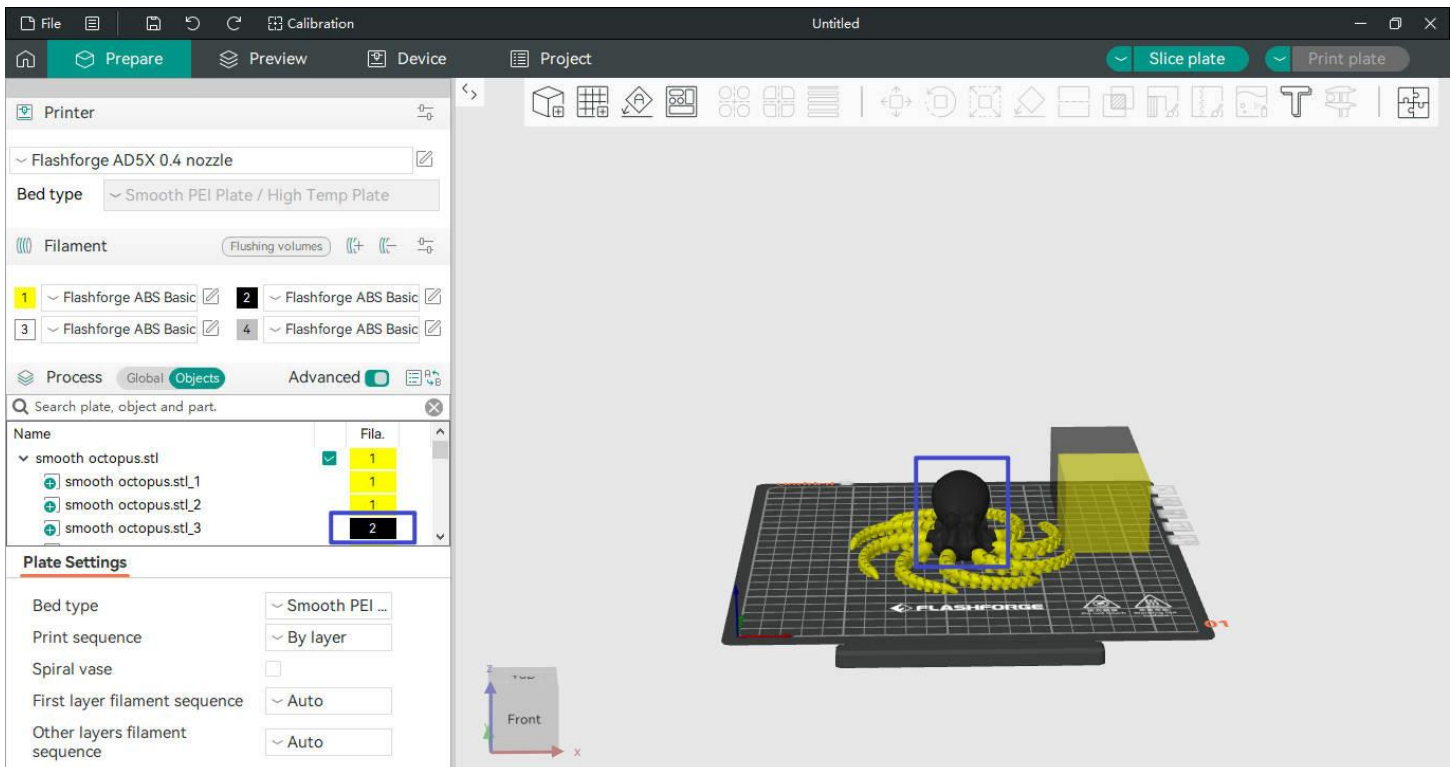 File
Calibration
Untitled
Prepare
Preview
Device
Project
Slice plate
Print plate
Printer
Flashforge AD5X 0.4 nozzle
Bed type
Smooth PEI Plate / High Temp Plate
Filament
Flushing volumes
1 Flashforge ABS Basic
2 Flashforge ABS Basic
3 Flashforge ABS Basic
4 Flashforge ABS Basic
Process
Global Objects
Advanced
Search plate, object and part.
Name Fila.
smooth octopus.stl 1
smooth octopus.stl_1 1
smooth octopus.stl_2 1
smooth octopus.stl_3 2
Plate Settings
Bed type Smooth PEI ...
Print sequence By layer
Spiral vase
First layer filament sequence Auto
Other layers filament
sequence Auto
FLASHFORGE
01
z
Front
x